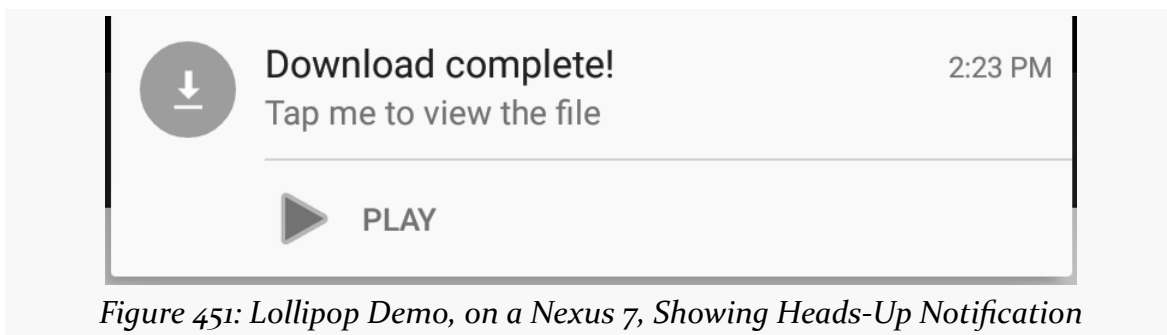 Download complete!
2:23 PM
Tap me to view the file
PLAY
Figure 451: Lollipop Demo, on a Nexus 7, Showing Heads-Up Notification